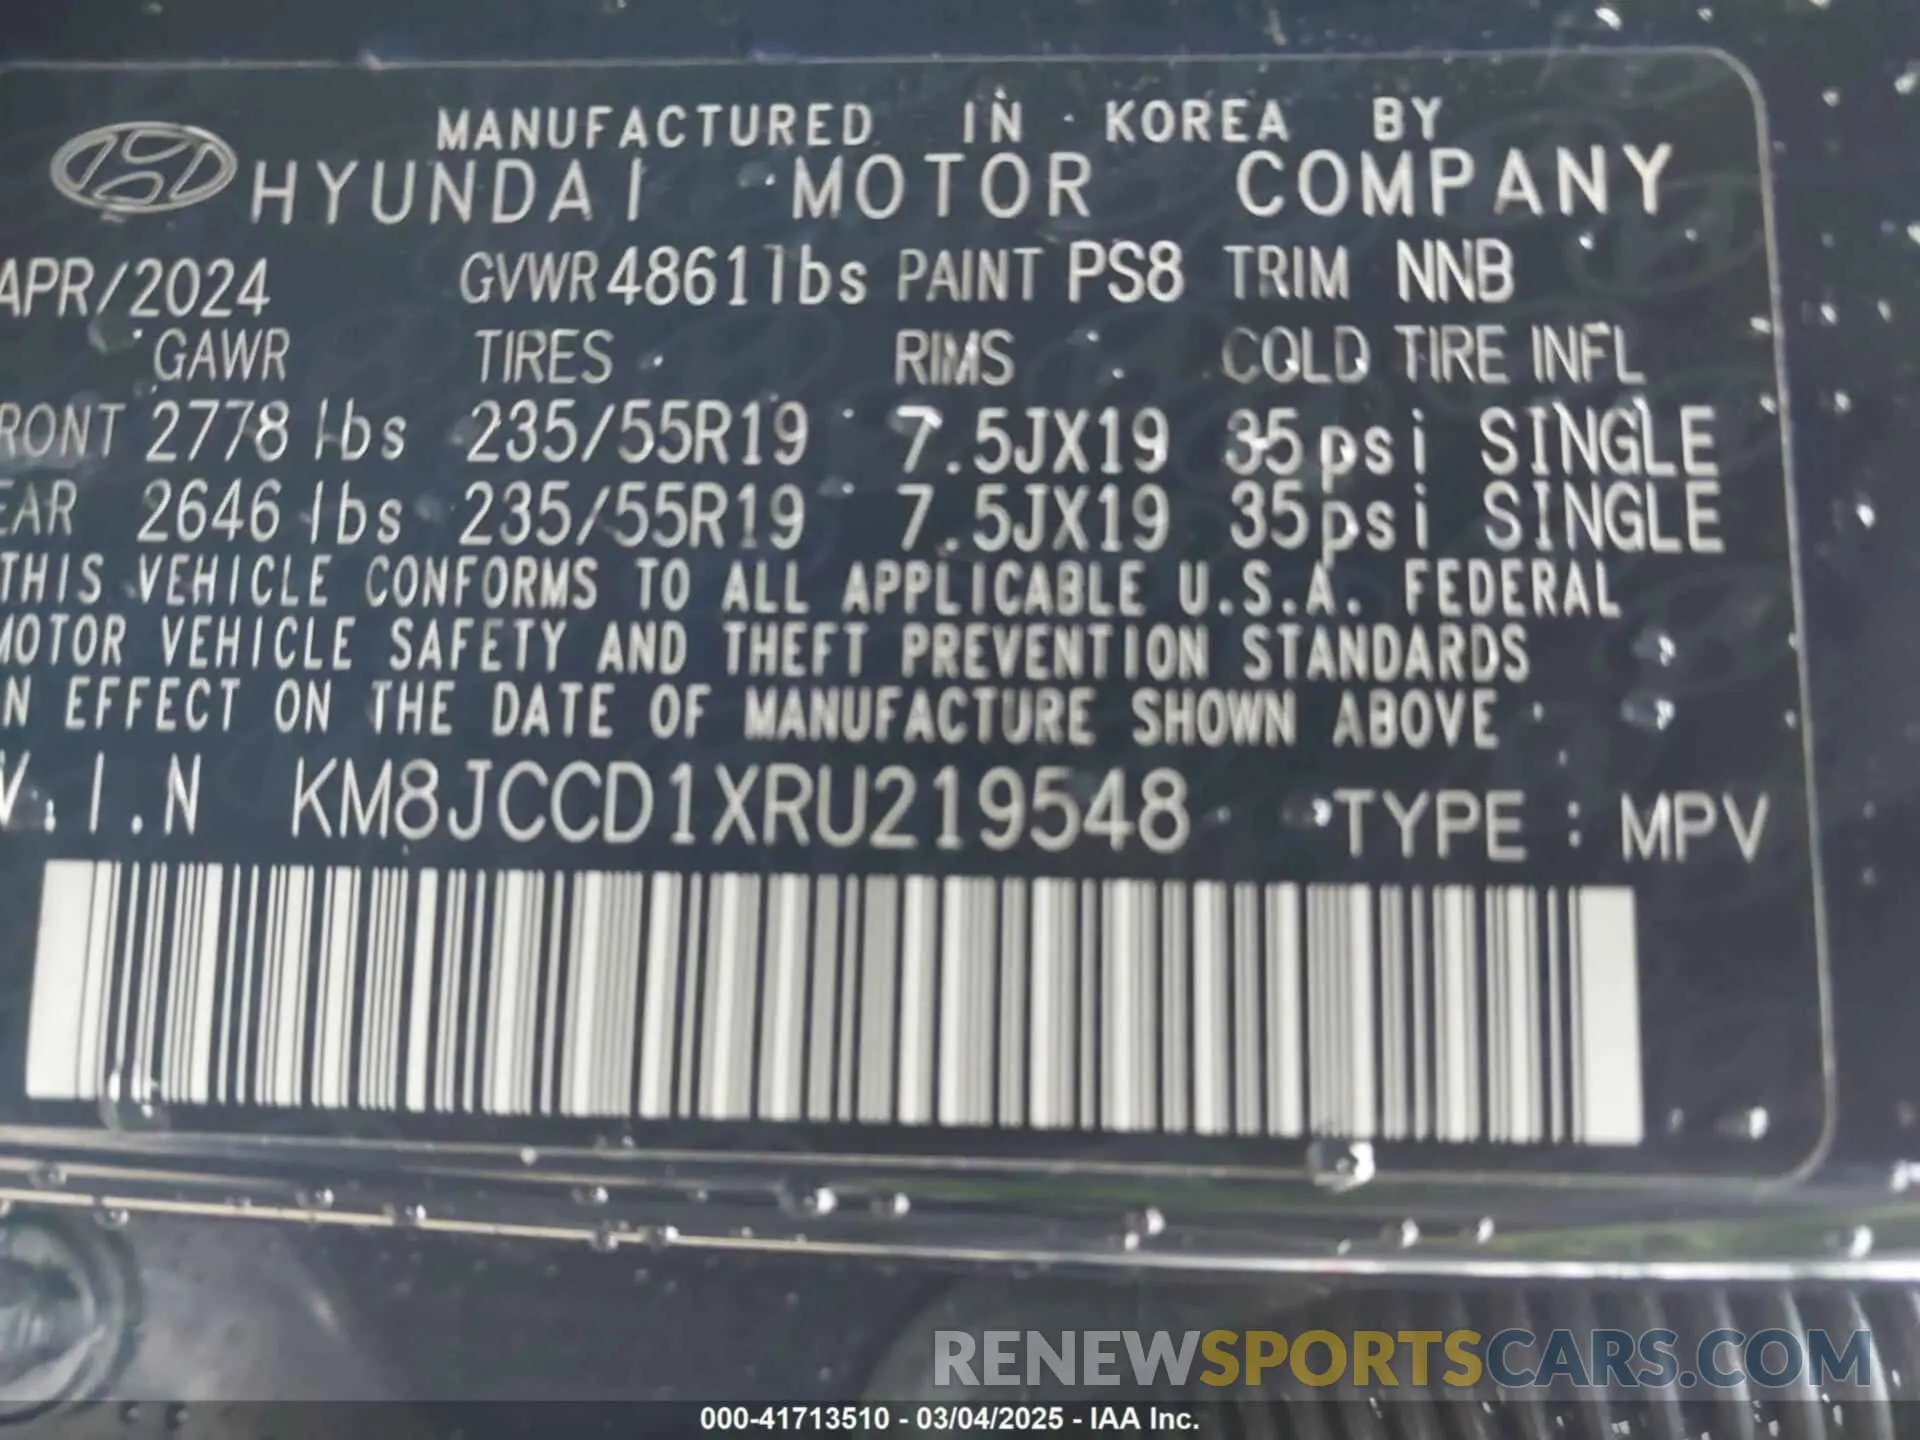 MANUFACTURED IN KOREA BY
HYUNDAI MOTOR COMPANY
APR/2024 GVWR 4861lbs PAINT PS8 TRIM NNB
GAWR TIRES RIMS COLD TIRE INFL
RONT 2778 lbs 235/55R19 7.5JX19 35psi SINGLE
EAR 2646 lbs 235/55R19 7.5JX19 35psi SINGLE
THIS VEHICLE CONFORMS TO ALL APPLICABLE U.S.A. FEDERAL
MOTOR VEHICLE SAFETY AND THEFT PREVENTION STANDARDS
N EFFECT ON THE DATE OF MANUFACTURE SHOWN ABOVE
V.I.N KM8JCCD1XRU219548 TYPE : MPV
RENEWSPORTSCARS.COM
000-41713510 - 03/04/2025 - IAA Inc.